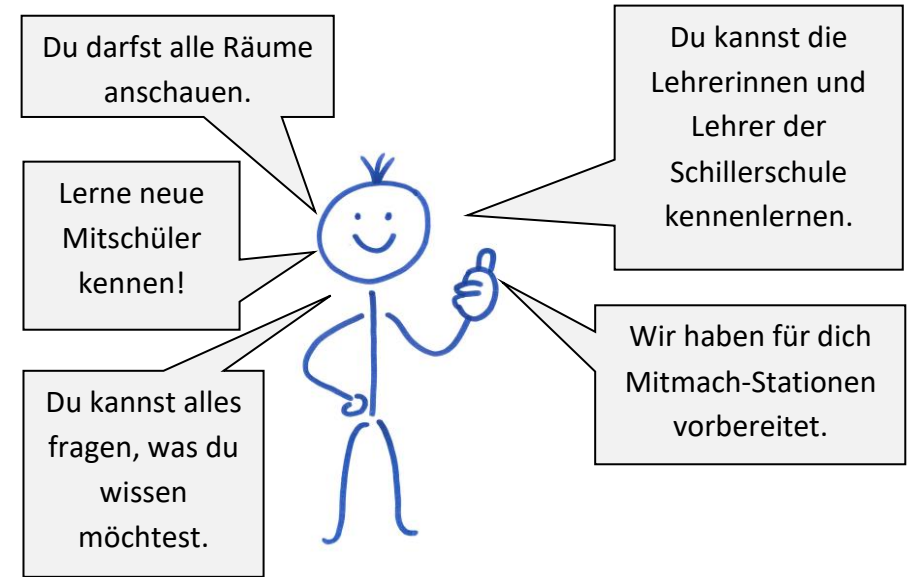 Du darfst alle Räume
anschauen.
Lerne neue
Mitschüler
kennen!
Du kannst alles
fragen, was du
wissen
möchtest.
Du kannst die
Lehrerinnen und
Lehrer der
Schillerschule
kennenlernen.
Wir haben für dich
Mitmach-Stationen
vorbereitet.